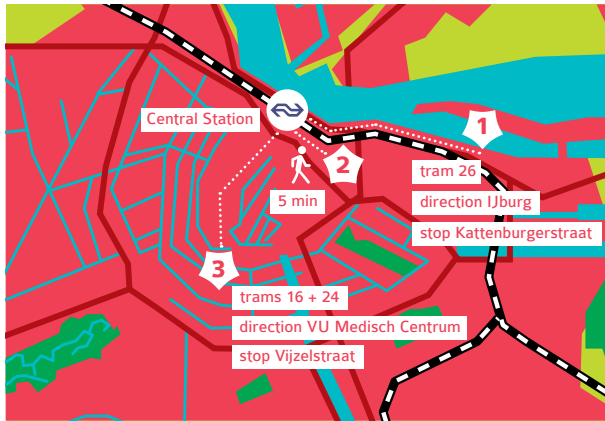 Central Station
1
tram 26
direction IJburg
stop Kattenburgerstraat
2
5 min
3
trams 16 + 24
direction VU Medisch Centrum
stop Vijzelstraat